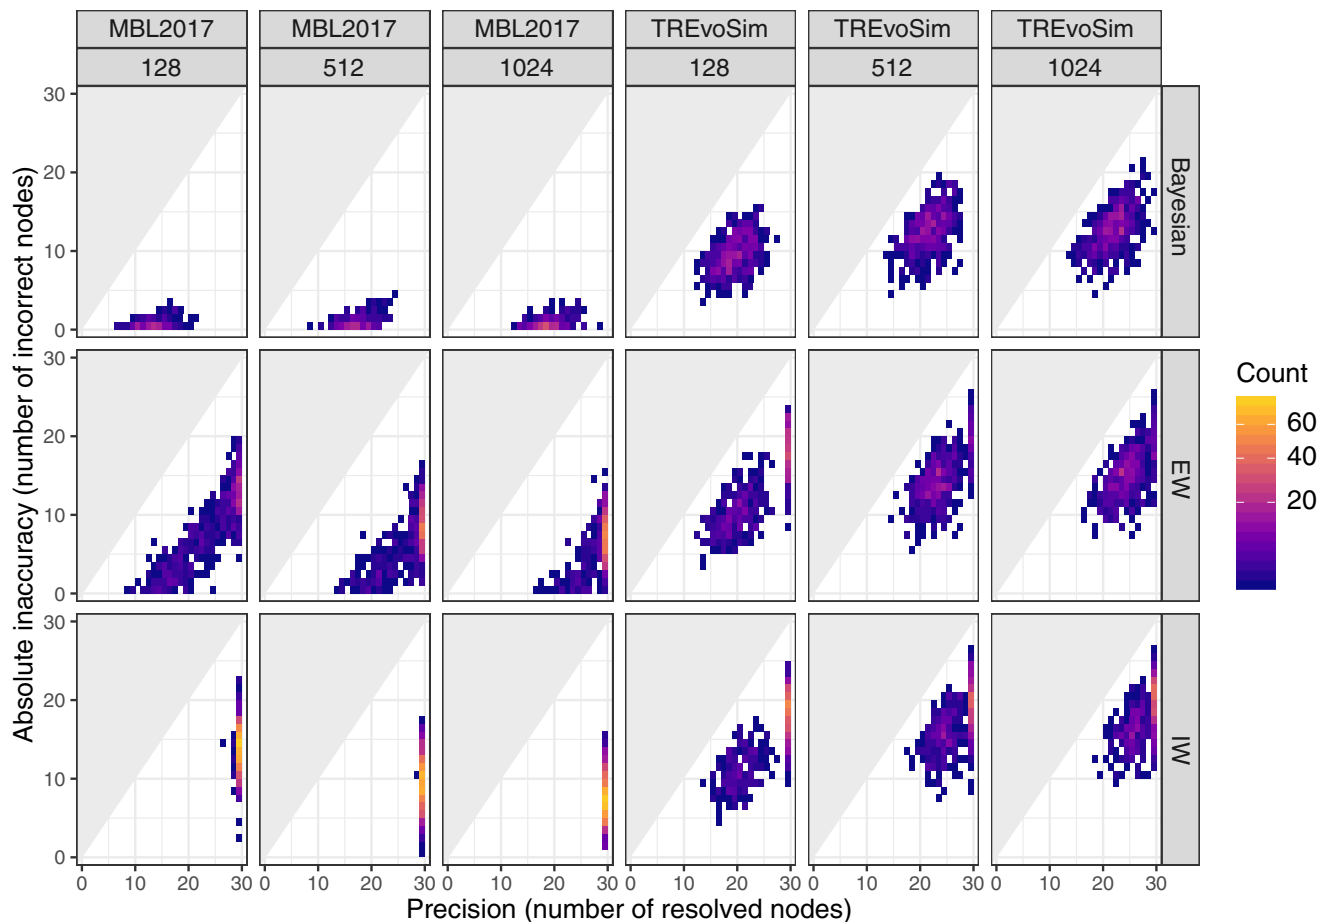 MBL2017 MBL2017 MBL2017 TREvoSim TREvoSim TREvoSim
128 512 1024 128 512 1024
Absolute inaccuracy (number of incorrect nodes)
30
20
10
0
Bayesian
30
20
10
0
EW
30
20
10
0
IW
0 10 20 30 0 10 20 30 0 10 20 30 0 10 20 30 0 10 20 30 0 10 20 30
Precision (number of resolved nodes)
Count
60
40
20